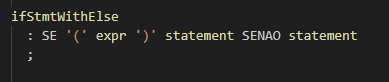 ifStmtWithElse
: SE '(' expr ')' statement SENAO statement
;